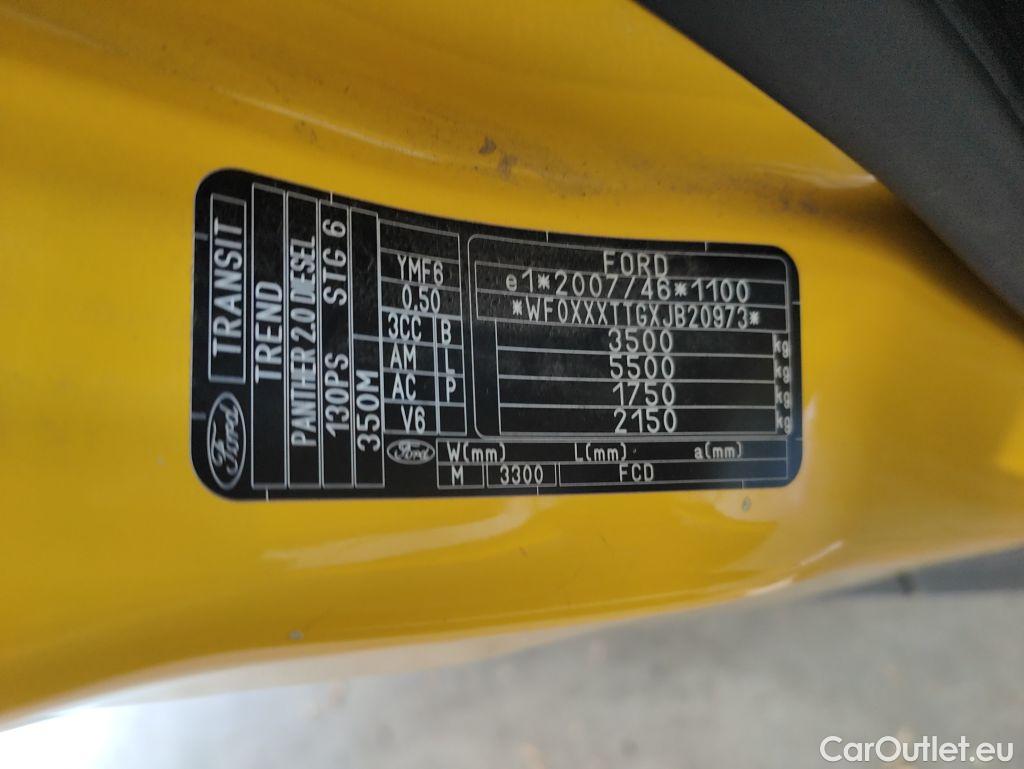 Ford
TRANSIT
TREND
PANTHER 2.0 DIESEL
130PS STG 6
350M
YMF6
0.50
3CC B
AM L
AC P
V6
FORD
e1*2007/46*1100
*WF0XXXTTGXJB20973*
3500 kg
5500 kg
1750
2150 kg
Ford W(mm) L(mm) a(mm)
M 3300 FCD
CarOutlet.eu